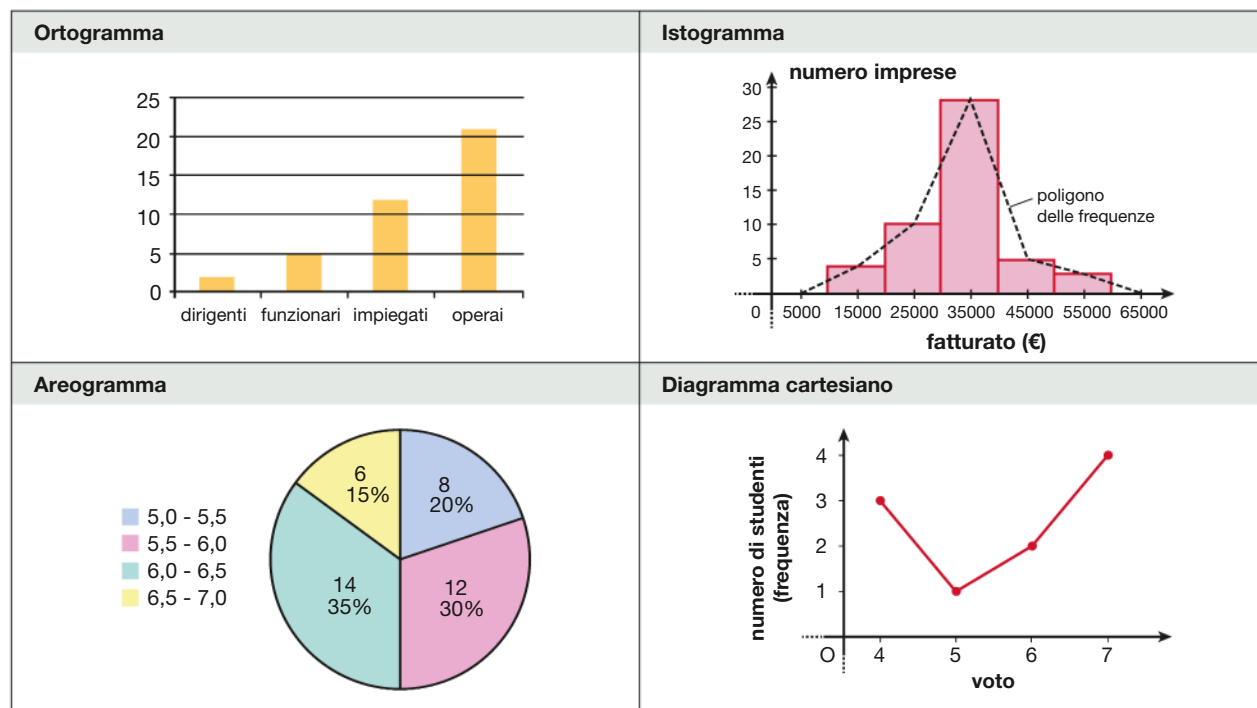 Ortogramma
25
20
15
10
5
0
dirigenti funzionari impiegati operai
Istogramma
numero imprese
30
25
20
15
10
5
poligono
delle frequenze
0 5000 15000 25000 35000 45000 55000 65000
fatturato (€)
Areogramma
5,0 - 5,5
5,5 - 6,0
6,0 - 6,5
6,5 - 7,0
6
15%
8
20%
14
35%
12
30%
Diagramma cartesiano
numero di studenti
(frequenza)
4
3
2
1
O 4 5 6 7
voto